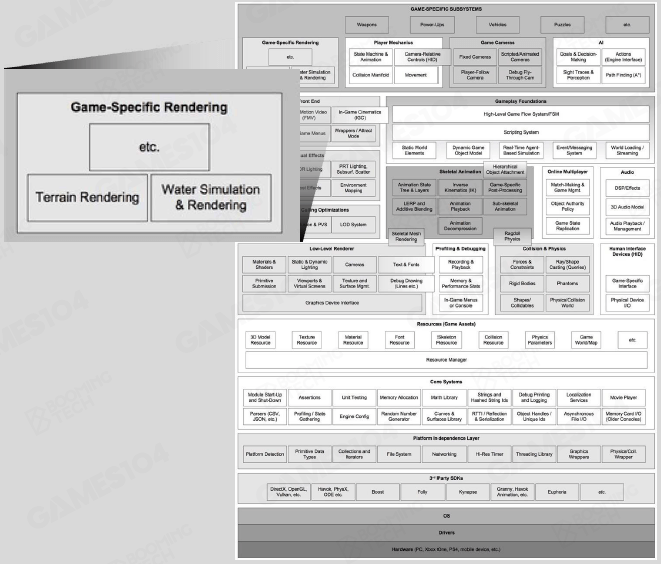 GAME-SPECIFIC SUBSYSTEMS
Weapons
Power-Ups
Vehicles
Puzzles
etc.
Game-Specific Rendering
etc.
Water Simulation
& Rendering
Player Mechanics
State Machine &
Animation
Camera-Relative
Controls (HID)
Collision Manifold
Movement
Game Cameras
Fixed Cameras
Scripted/Animated
Cameras
Player-Follow
Camera
Debug Fly-
Through Cam
AI
Goals & Decision-
Making
Actions
(Engine Interface)
Sight Traces &
Perception
Path Finding (A*)
Game-Specific Rendering
etc.
Terrain Rendering
Water Simulation
& Rendering
Front End
Motion Video
(FMV)
In-Game Cinematics
(IGC)
Game Menus
Wrappers / Attract
Mode
Visual Effects
HDR Lighting
PRT Lighting,
Subsurf. Scatter
Effects
Environment
Mapping
Optimizations
& PVS
LOD System
Gameplay Foundations
High-Level Game Flow System/FSM
Scripting System
Static World
Elements
Dynamic Game
Object Model
Real-Time Agent-
Based Simulation
Event/Messaging
System
World Loading /
Streaming
Hierarchical
Object Attachment
Skeletal Animation
Animation State
Tree & Layers
Inverse
Kinematics (IK)
Game-Specific
Post-Processing
LERP and
Additive Blending
Animation
Playback
Sub-skeletal
Animation
Animation
Decompression
Skeletal Mesh
Rendering
Ragdoll
Physics
Online Multiplayer
Match-Making &
Game Mgmt.
Object Authority
Policy
Game State
Replication
Audio
DSP/Effects
3D Audio Model
Audio Playback /
Management
Low-Level Renderer
Materials &
Shaders
Static & Dynamic
Lighting
Cameras
Text & Fonts
Primitive
Submission
Viewports &
Virtual Screens
Texture and
Surface Mgmt.
Debug Drawing
(Lines etc.)
Graphics Device Interface
Profiling & Debugging
Recording &
Playback
Memory &
Performance Stats
In-Game Menus
or Console
Collision & Physics
Forces &
Constraints
Ray/Shape
Casting (Queries)
Rigid Bodies
Phantoms
Shapes/
Collidables
Physics/Collision
World
Human Interface
Devices (HID)
Game-Specific
Interface
Physical Device
I/O
Resources (Game Assets)
3D Model
Resource
Texture
Resource
Material
Resource
Font
Resource
Skeleton
Resource
Collision
Resource
Physics
Parameters
Game
World/Map
etc.
Resource Manager
Core Systems
Module Start-Up
and Shut-Down
Assertions
Unit Testing
Memory Allocation
Math Library
Strings and
Hashed String Ids
Debug Printing
and Logging
Localization
Services
Movie Player
Parsers (CSV,
JSON, etc.)
Profiling / Stats
Gathering
Engine Config
Random Number
Generator
Curves &
Surfaces Library
RTTI / Reflection
& Serialization
Object Handles /
Unique Ids
Asynchronous
File I/O
Memory Card I/O
(Older Consoles)
Platform Independence Layer
Platform Detection
Primitive Data
Types
Collections and
Iterators
File System
Networking
Hi-Res Timer
Threading Library
Graphics
Wrappers
Physics/Coll.
Wrapper
3rd Party SDKs
DirectX, OpenGL,
Vulkan, etc.
Havok, PhysX,
ODE etc.
Boost
Folly
Kynapse
Granny, Havok
Animation, etc.
Euphoria
etc.
OS
Drivers
Hardware (PC, Xbox One, PS4, mobile device, etc.)